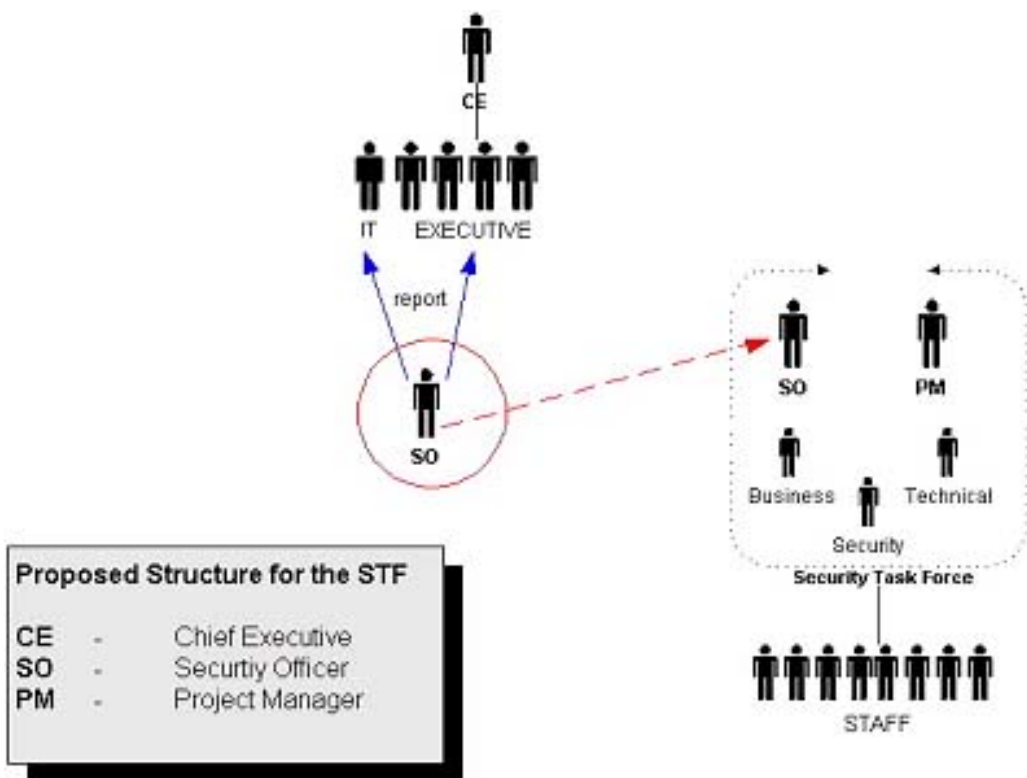 CE
IT EXECUTIVE
report
SO
SO PM
Business Technical
Security
Security Task Force
STAFF
Proposed Structure for the STF
CE - Chief Executive
SO - Securtiy Officer
PM - Project Manager